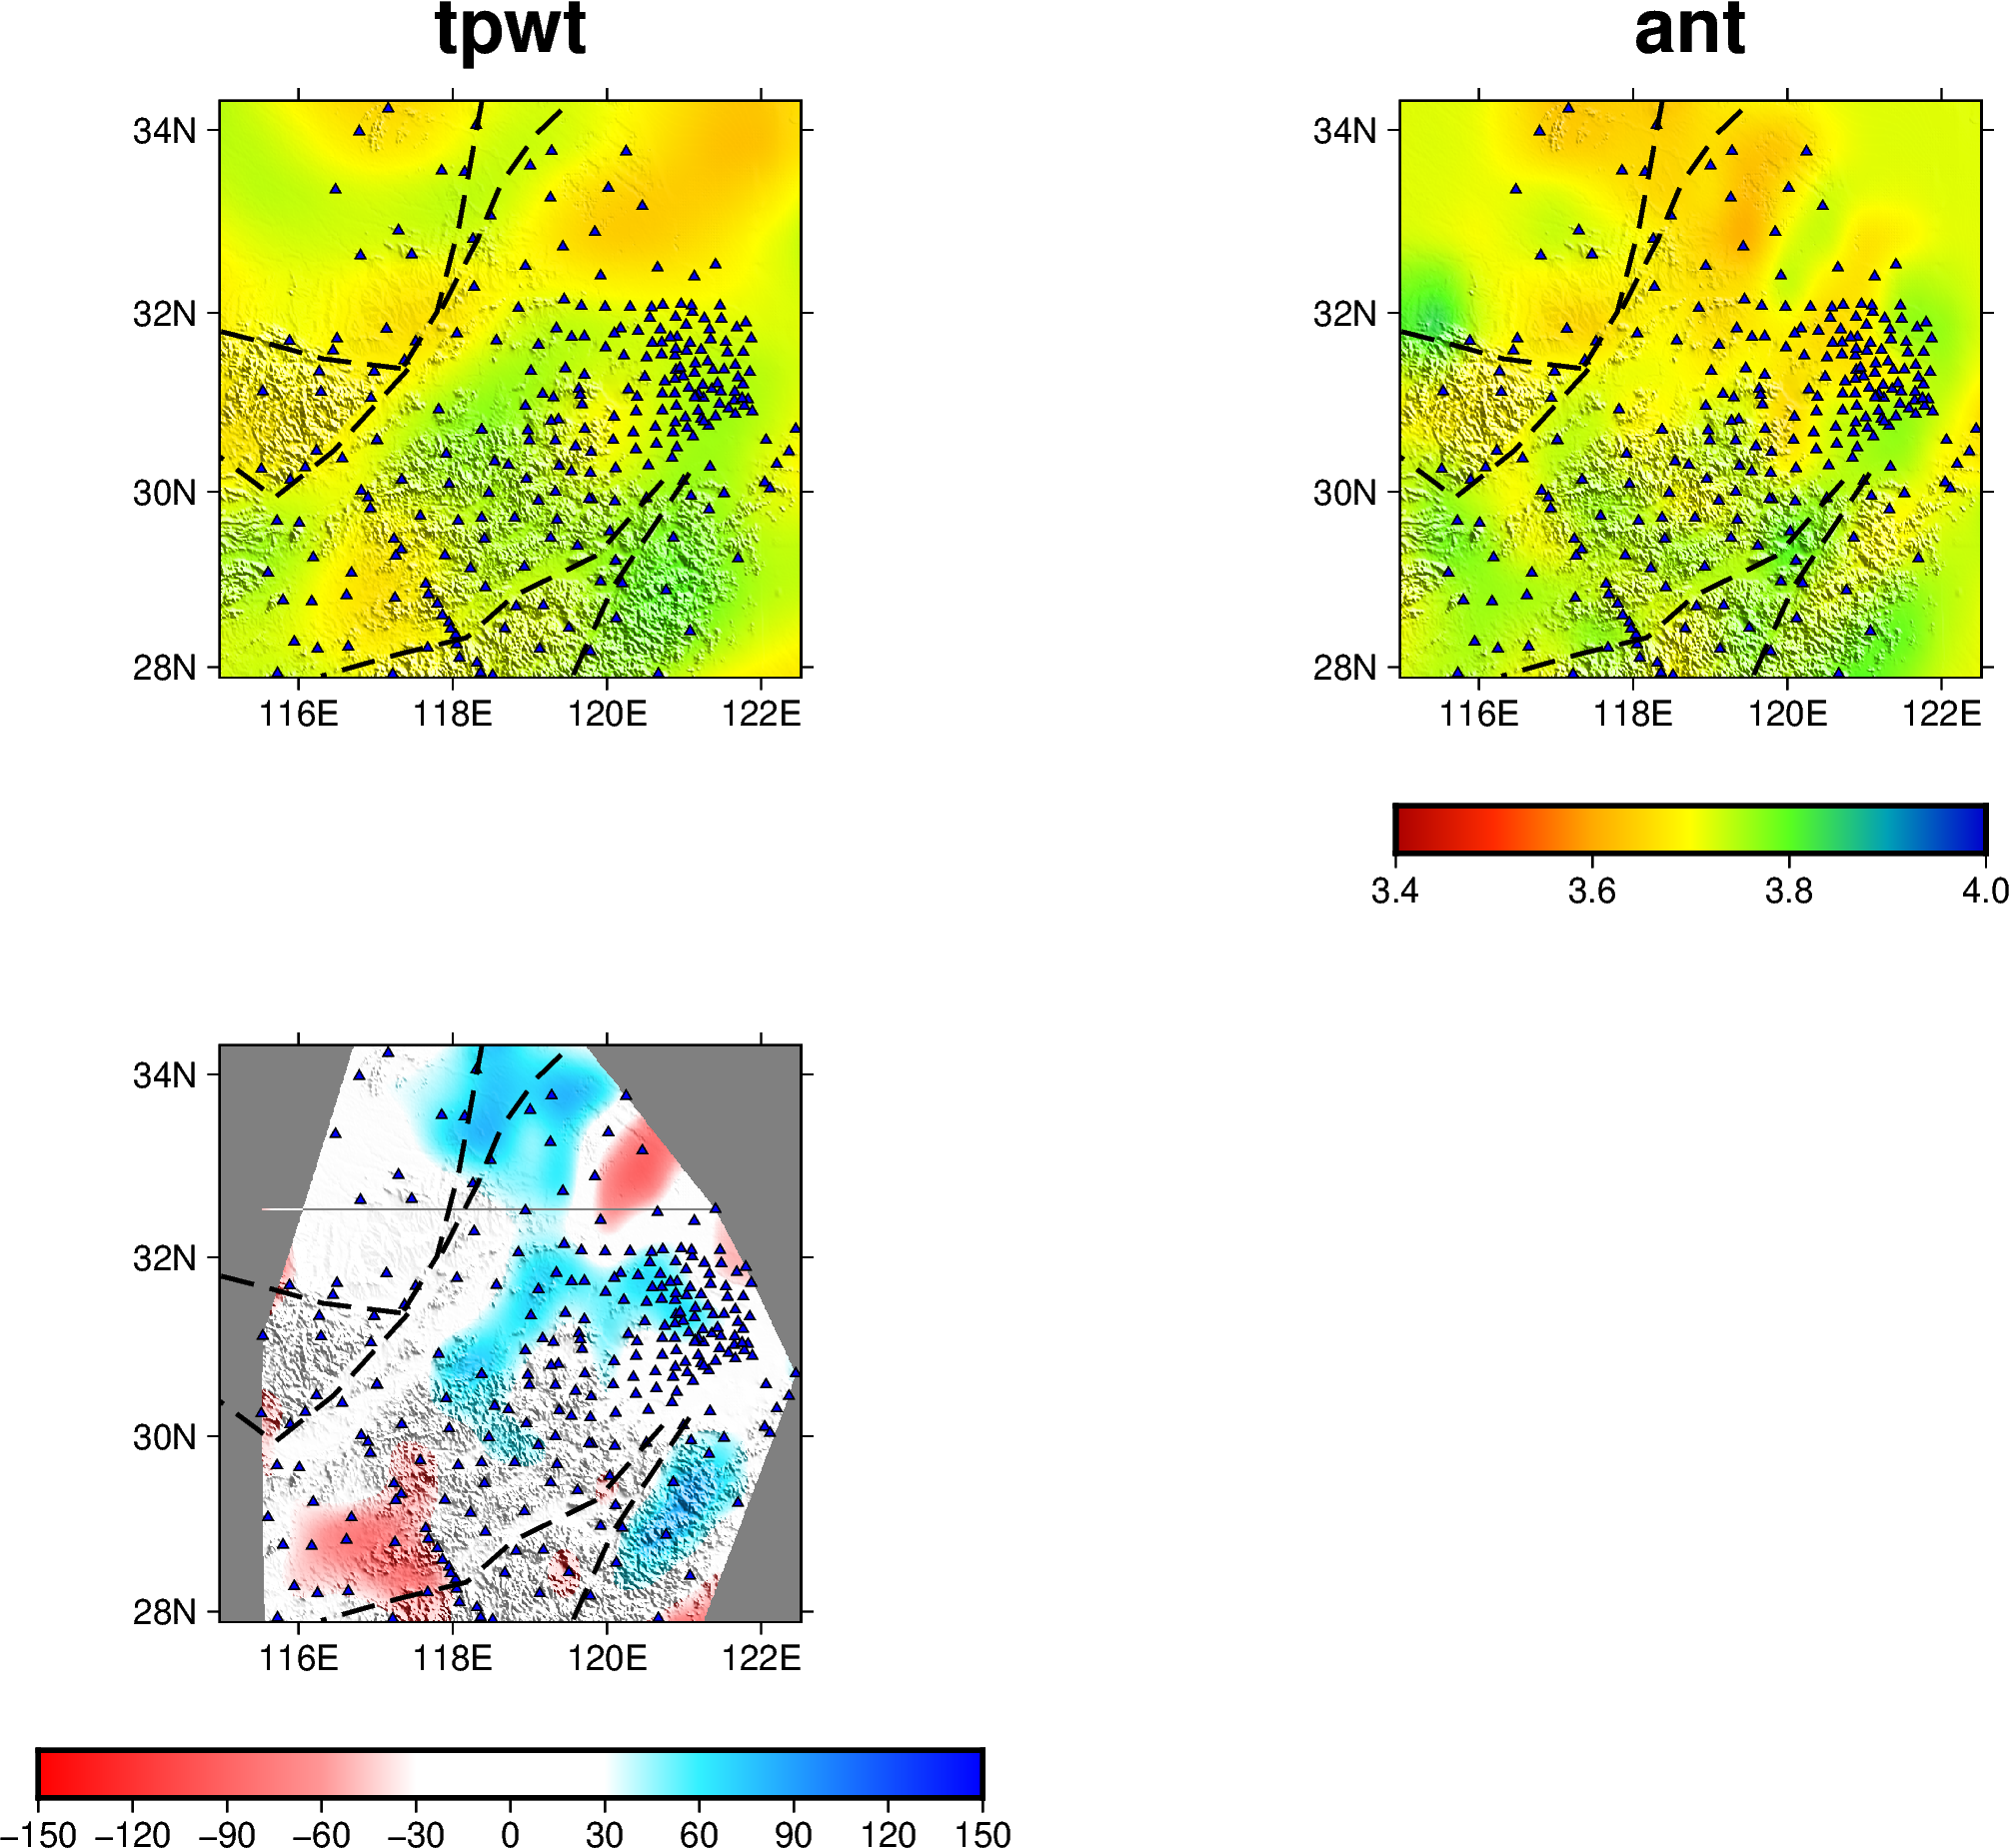 tpwt ant
34N 34N
32N 32N
30N 30N
28N 28N
116E 118E 120E 122E 116E 118E 120E 122E
3.4 3.6 3.8 4.0
34N
32N
30N
28N
116E 118E 120E 122E
−150 −120 −90 −60 −30 0 30 60 90 120 150